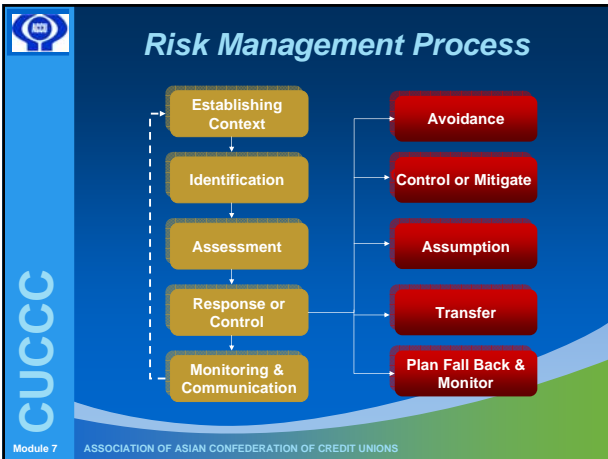 ACCU
Risk Management Process
Establishing
Context
Identification
Assessment
Response or
Control
Monitoring &
Communication
Avoidance
Control or Mitigate
Assumption
Transfer
Plan Fall Back &
Monitor
CUCCC
Module 7
ASSOCIATION OF ASIAN CONFEDERATION OF CREDIT UNIONS